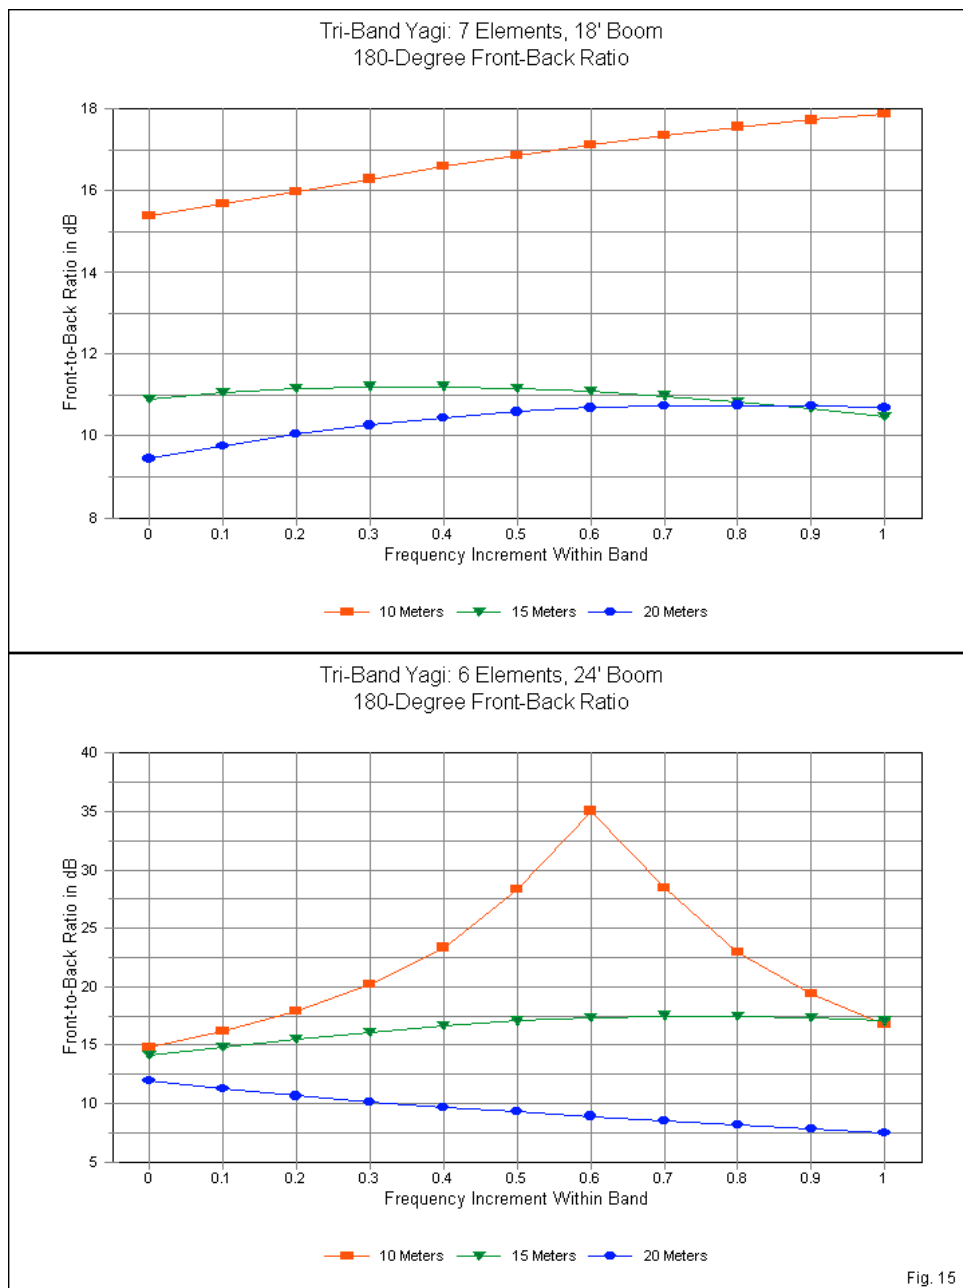 Tri-Band Yagi: 7 Elements, 18' Boom
180-Degree Front-Back Ratio
Front-to-Back Ratio in dB
18
16
14
12
10
8
0 0.1 0.2 0.3 0.4 0.5 0.6 0.7 0.8 0.9 1
Frequency Increment Within Band
10 Meters 15 Meters 20 Meters
Tri-Band Yagi: 6 Elements, 24' Boom
180-Degree Front-Back Ratio
Front-to-Back Ratio in dB
40
35
30
25
20
15
10
5
0 0.1 0.2 0.3 0.4 0.5 0.6 0.7 0.8 0.9 1
Frequency Increment Within Band
10 Meters 15 Meters 20 Meters
Fig. 15